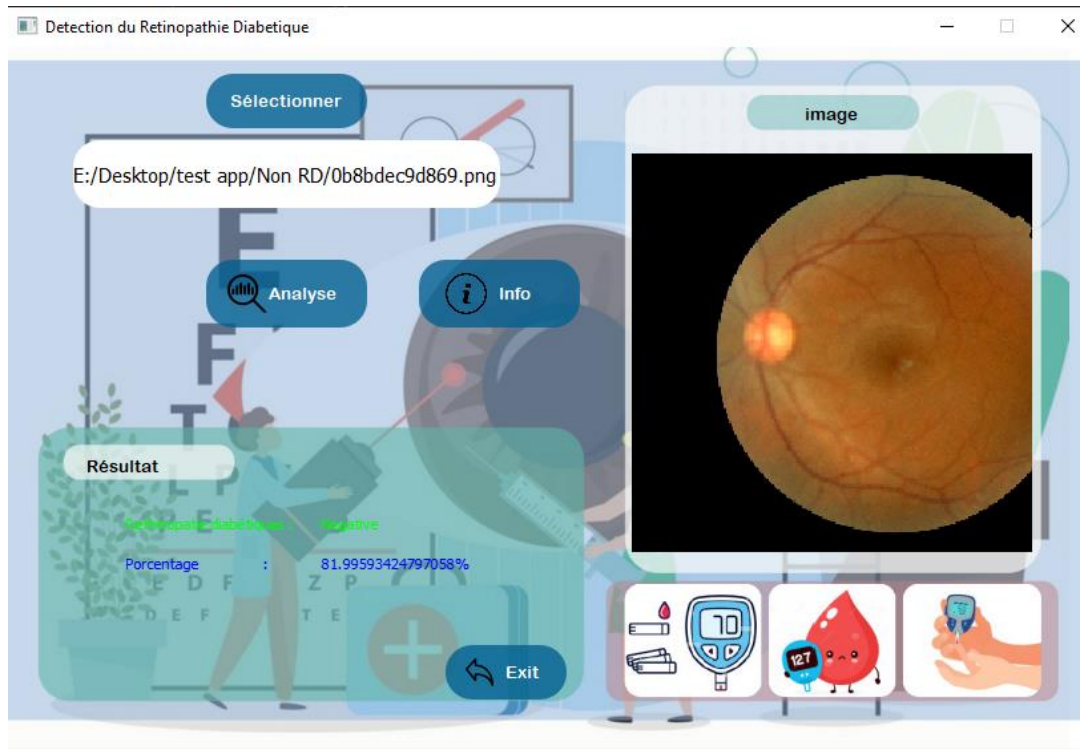 Detection du Retinopathie Diabetique
Sélectionner
E:/Desktop/test app/Non RD/0b8bdec9d869.png
Analyse
Info
Résultat
Negative
Porcentage : 81.99593424797058%
Exit
image
E
F
T
L P
P E
E D F Z P
D E F T E
70
127